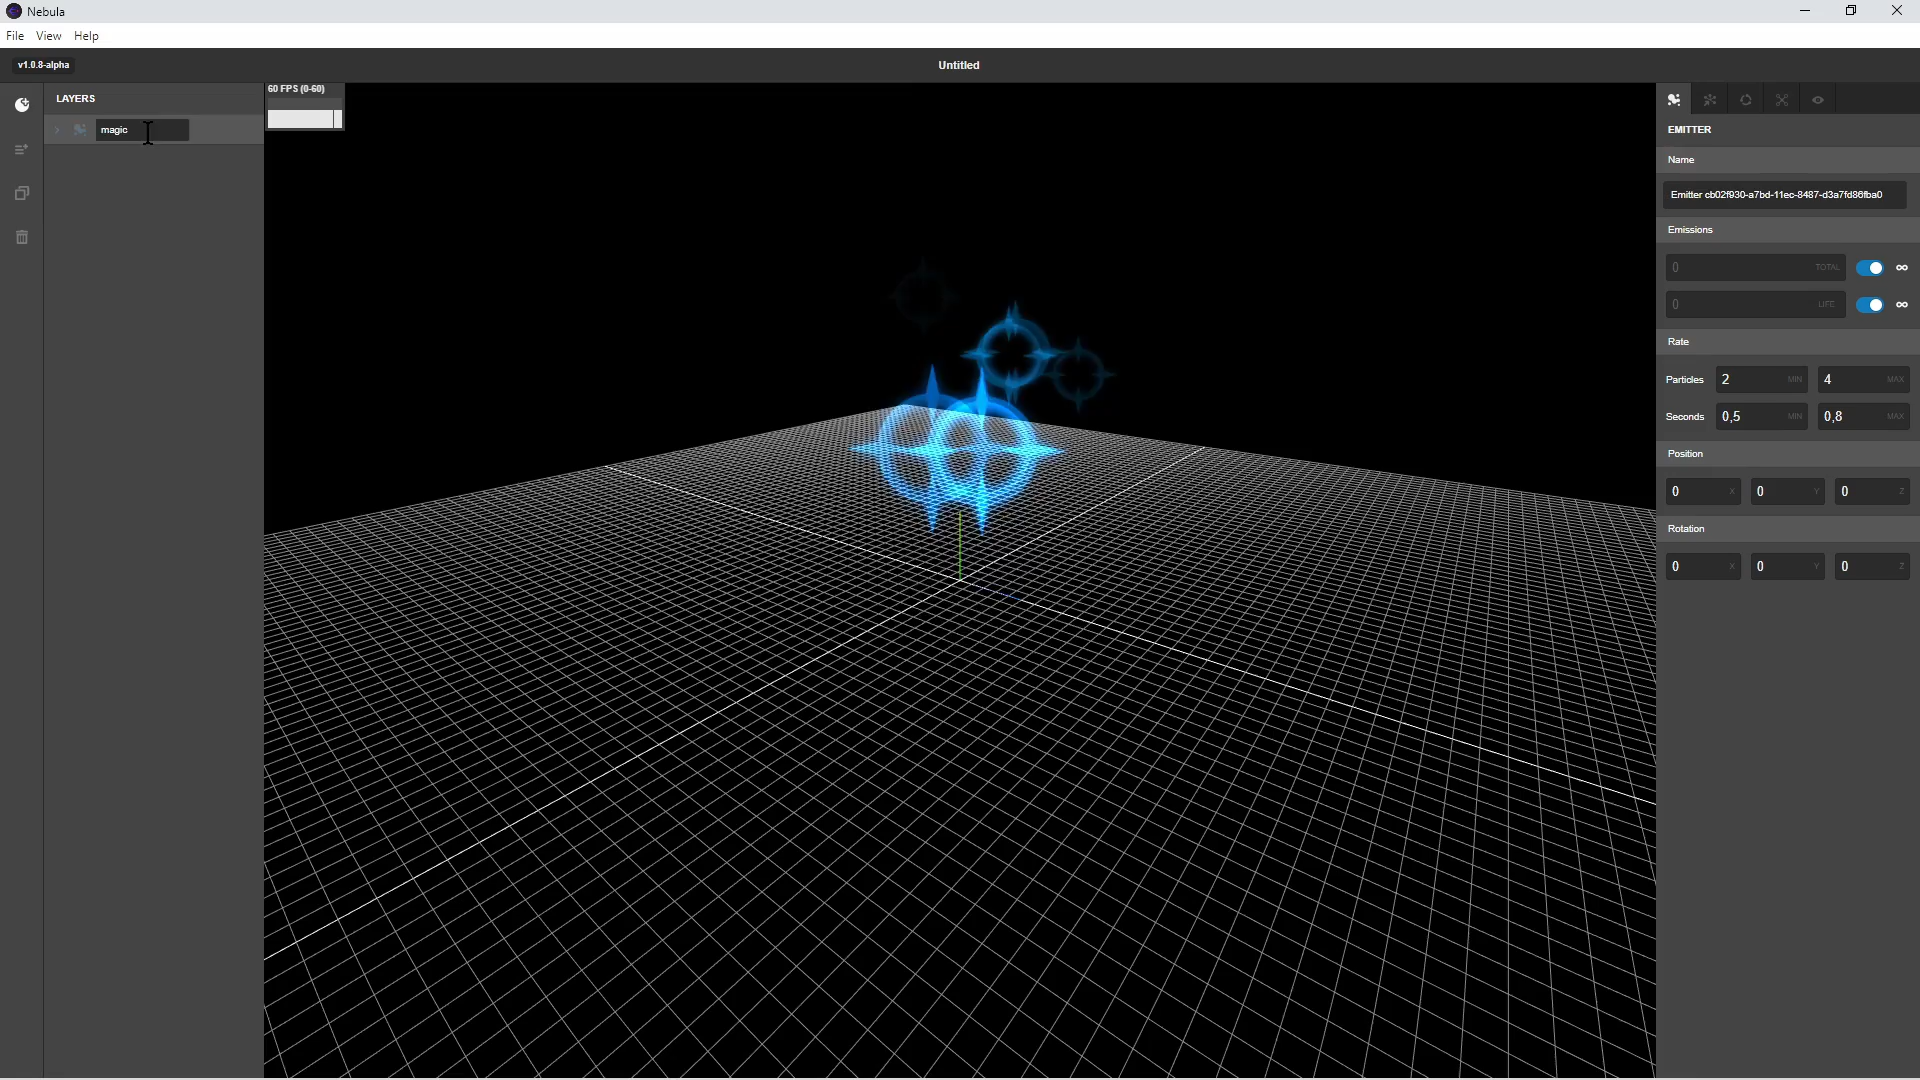 Nebula
File View Help
v1.0.8-alpha
Untitled
LAYERS
magic
60 FPS (0-60)
EMITTER
Name
Emitter cb02f930-a7bd-11ec-8487-d3a7fd86fba0
Emissions
0 TOTAL ∞
0 LIFE ∞
Rate
Particles 2 MIN 4 MAX
Seconds 0,5 MIN 0,8 MAX
Position
0 X 0 Y 0 Z
Rotation
0 X 0 Y 0 Z